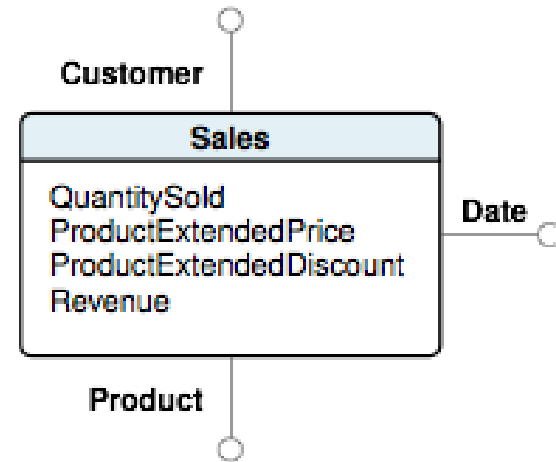 Customer
Sales
QuantitySold
ProductExtendedPrice
Date
ProductExtendedDiscount
Revenue
Product